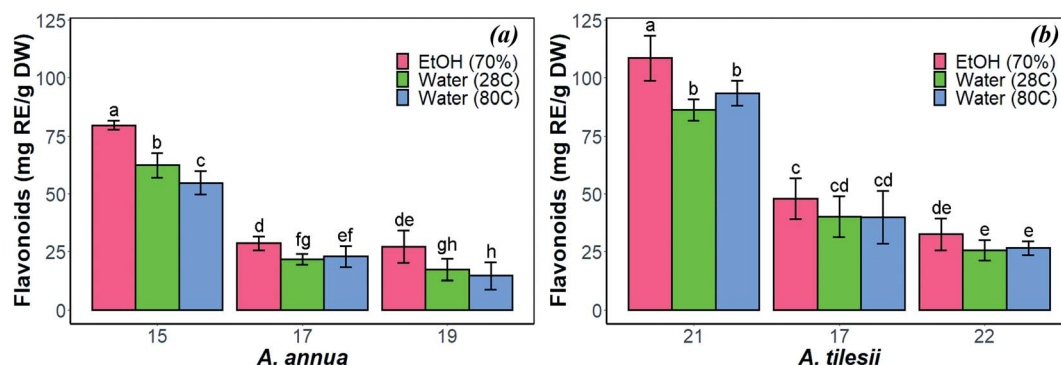 (a)
Flavonoids (mg RE/g DW)
125
100
75
50
25
0
EtOH (70%)
Water (28C)
Water (80C)
a
b
c
d
fg
ef
de
gh
h
15
17
19
A. annua
(b)
Flavonoids (mg RE/g DW)
125
100
75
50
25
0
EtOH (70%)
Water (28C)
Water (80C)
a
b
b
c
cd
cd
de
e
e
21
17
22
A. tilesii